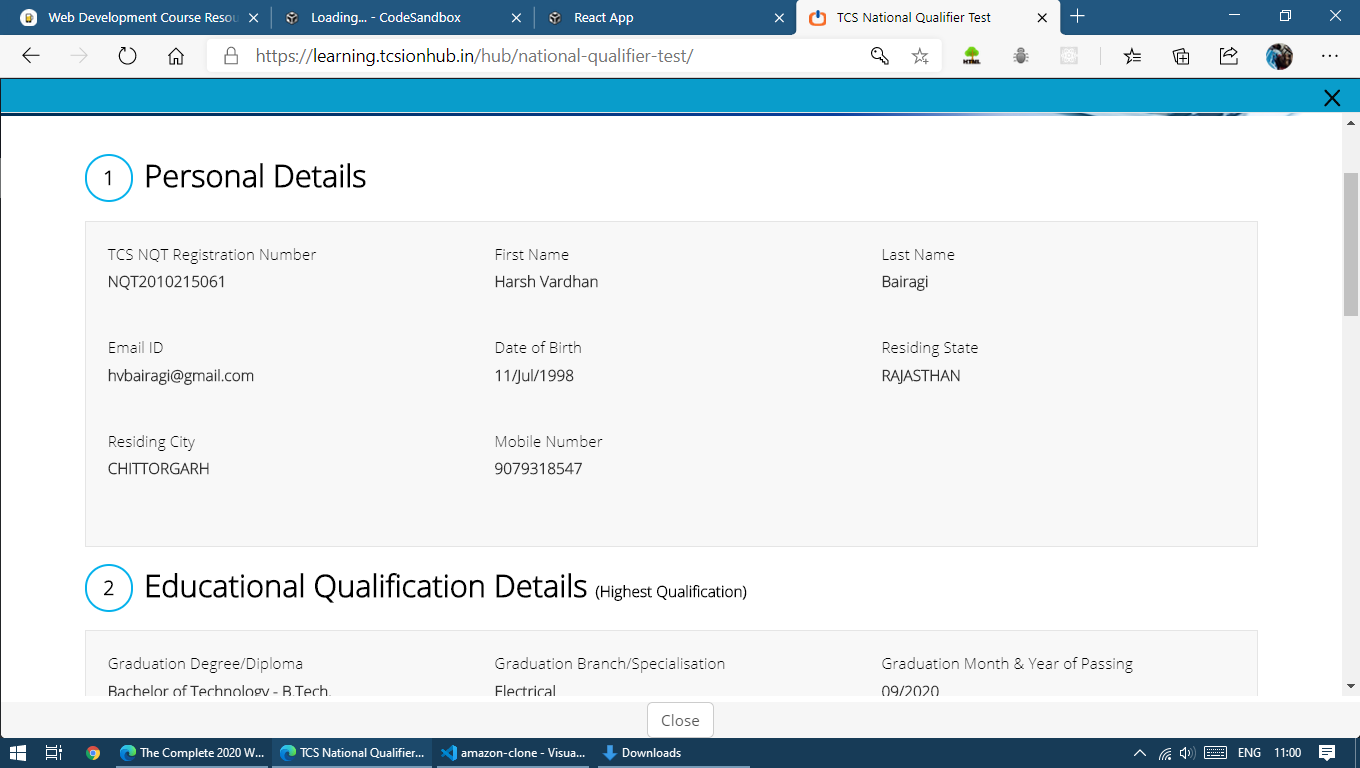 Web Development Course Resou
Loading... - CodeSandbox
React App
TCS National Qualifier Test
https://learning.tcsionhub.in/hub/national-qualifier-test/
HTML
1 Personal Details
TCS NQT Registration Number First Name Last Name
NQT2010215061 Harsh Vardhan Bairagi
Email ID Date of Birth Residing State
hvbairagi@gmail.com 11/Jul/1998 RAJASTHAN
Residing City Mobile Number
CHITTORGARH 9079318547
2 Educational Qualification Details (Highest Qualification)
Graduation Degree/Diploma Graduation Branch/Specialisation Graduation Month & Year of Passing
Bachelor of Technology - B.Tech. Electrical 09/2020
Close
The Complete 2020 W... TCS National Qualifier... amazon-clone - Visua... Downloads ENG 11:00